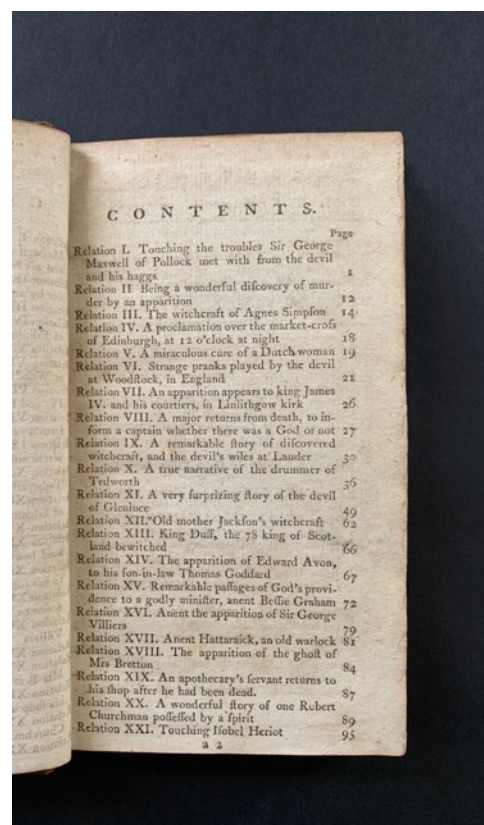 CONTENTS.
Page
Relation I. Touching the troubles Sir George
Maxwell of Pollock met with from the devil
and his haggs 1
Relation II Being a wonderful diſcovery of mur-
der by an apparition 12
Relation III. The witchcraft of Agnes Simpſon 14
Relation IV. A proclamation over the market-croſs
of Edinburgh, at 12 o'clock at night 18
Relation V. A miraculous cure of a Dutch woman 19
Relation VI. Strange pranks played by the devil
at Woodſtock, in England 21
Relation VII. An apparition appears to king James
IV. and his courtiers, in Linlithgow kirk 26
Relation VIII. A major returns from death, to in-
form a captain whether there was a God or not 27
Relation IX. A remarkable ſtory of diſcovered
witchcraft, and the devil's wiles at Lauder 30
Relation X. A true narrative of the drummer of
Tedworth 36
Relation XI. A very ſurprizing ſtory of the devil
of Glenluce 49
Relation XII. Old mother Jackſon's witchcraft 62
Relation XIII. King Duff, the 78 king of Scot-
land bewitched 66
Relation XIV. The apparition of Edward Avon,
to his ſon-in-law Thomas Goddard 67
Relation XV. Remarkable paſſages of God's provi-
dence to a godly miniſter, anent Beſſie Graham 72
Relation XVI. Anent the apparition of Sir George
Villiers 79
Relation XVII. Anent Hattaraick, an old warlock 81
Relation XVIII. The apparition of the ghoſt of
Mrs Bretton 84
Relation XIX. An apothecary's ſervant returns to
his ſhop after he had been dead. 87
Relation XX. A wonderful ſtory of one Robert
Churchman poſſeſſed by a ſpirit 89
Relation XXI. Touching Iſobel Heriot 95
a 2